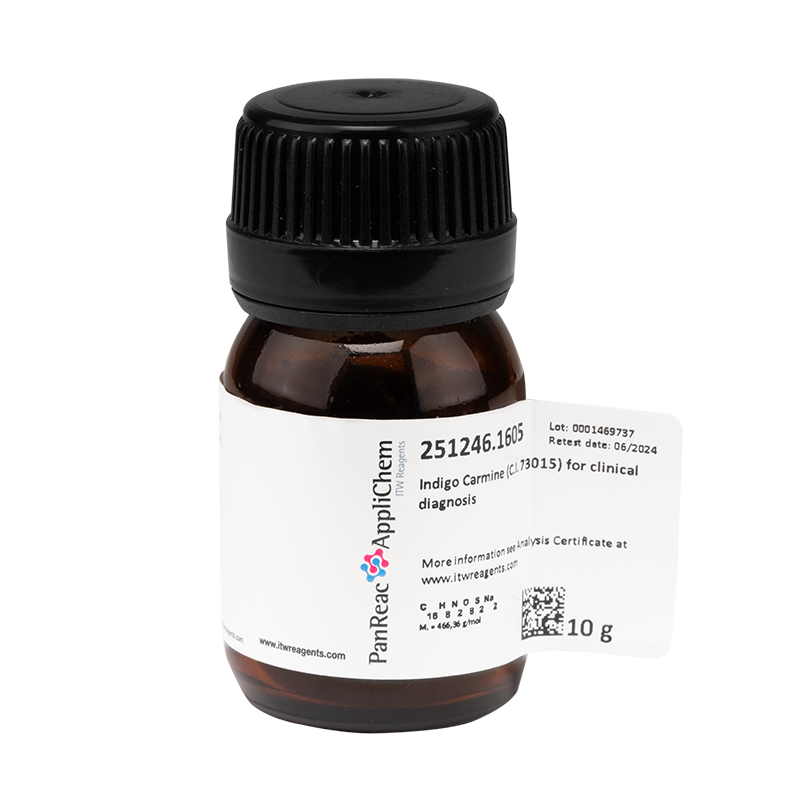 251246.1605
Lot: 0001469737
Retest date: 06/2024
Indigo Carmine (C.I. 73015) for clinical
diagnosis
More information see Analysis Certificate at
www.itwreagents.com
C H N O S Na
16 8 2 8 2 2
M. = 466,36 g/mol
10 g
PanReac AppliChem
ITW Reagents
www.itwreagents.com